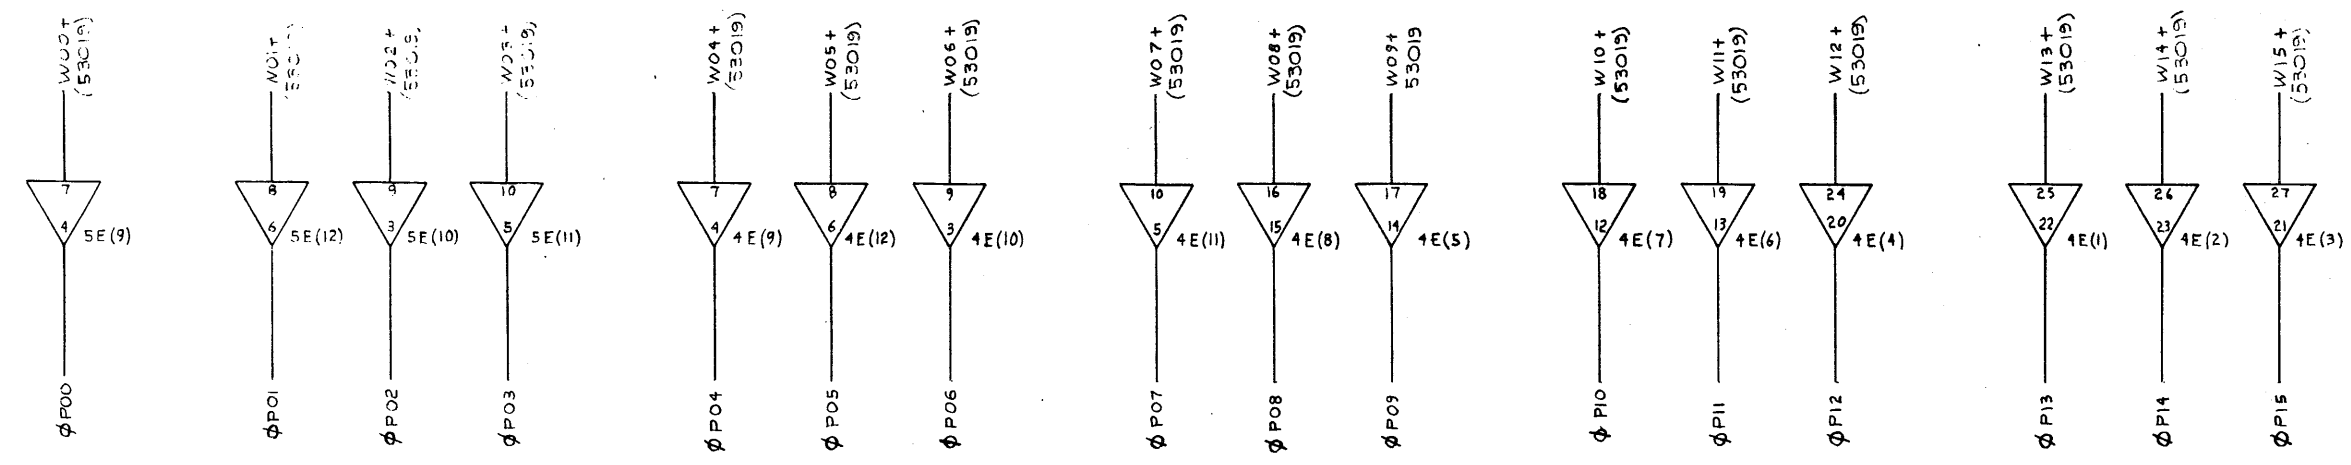 W00+
(53019)
7
4
5E(9)
ØP00
W01+
8
6
5E(12)
ØP01
W02+
9
3
5E(10)
ØP02
W03+
10
5
5E(11)
ØP03
W04+
(53019)
7
4
4E(9)
ØP04
W05+
(53019)
8
6
4E(12)
ØP05
W06+
(53019)
9
3
4E(10)
ØP06
W07+
(53019)
10
5
4E(11)
ØP07
W08+
(53019)
16
15
4E(8)
ØP08
W09+
53019
17
14
4E(5)
ØP09
W10+
(53019)
18
12
4E(7)
ØP10
W11+
(53019)
19
13
4E(6)
ØP11
W12+
(53019)
24
20
4E(4)
ØP12
W13+
(53019)
25
22
4E(1)
ØP13
W14+
(53019)
26
23
4E(2)
ØP14
W15+
(53019)
27
21
4E(3)
ØP15